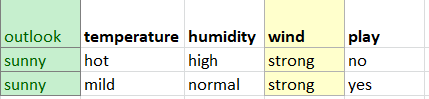 outlook temperature humidity wind play
sunny hot high strong no
sunny mild normal strong yes